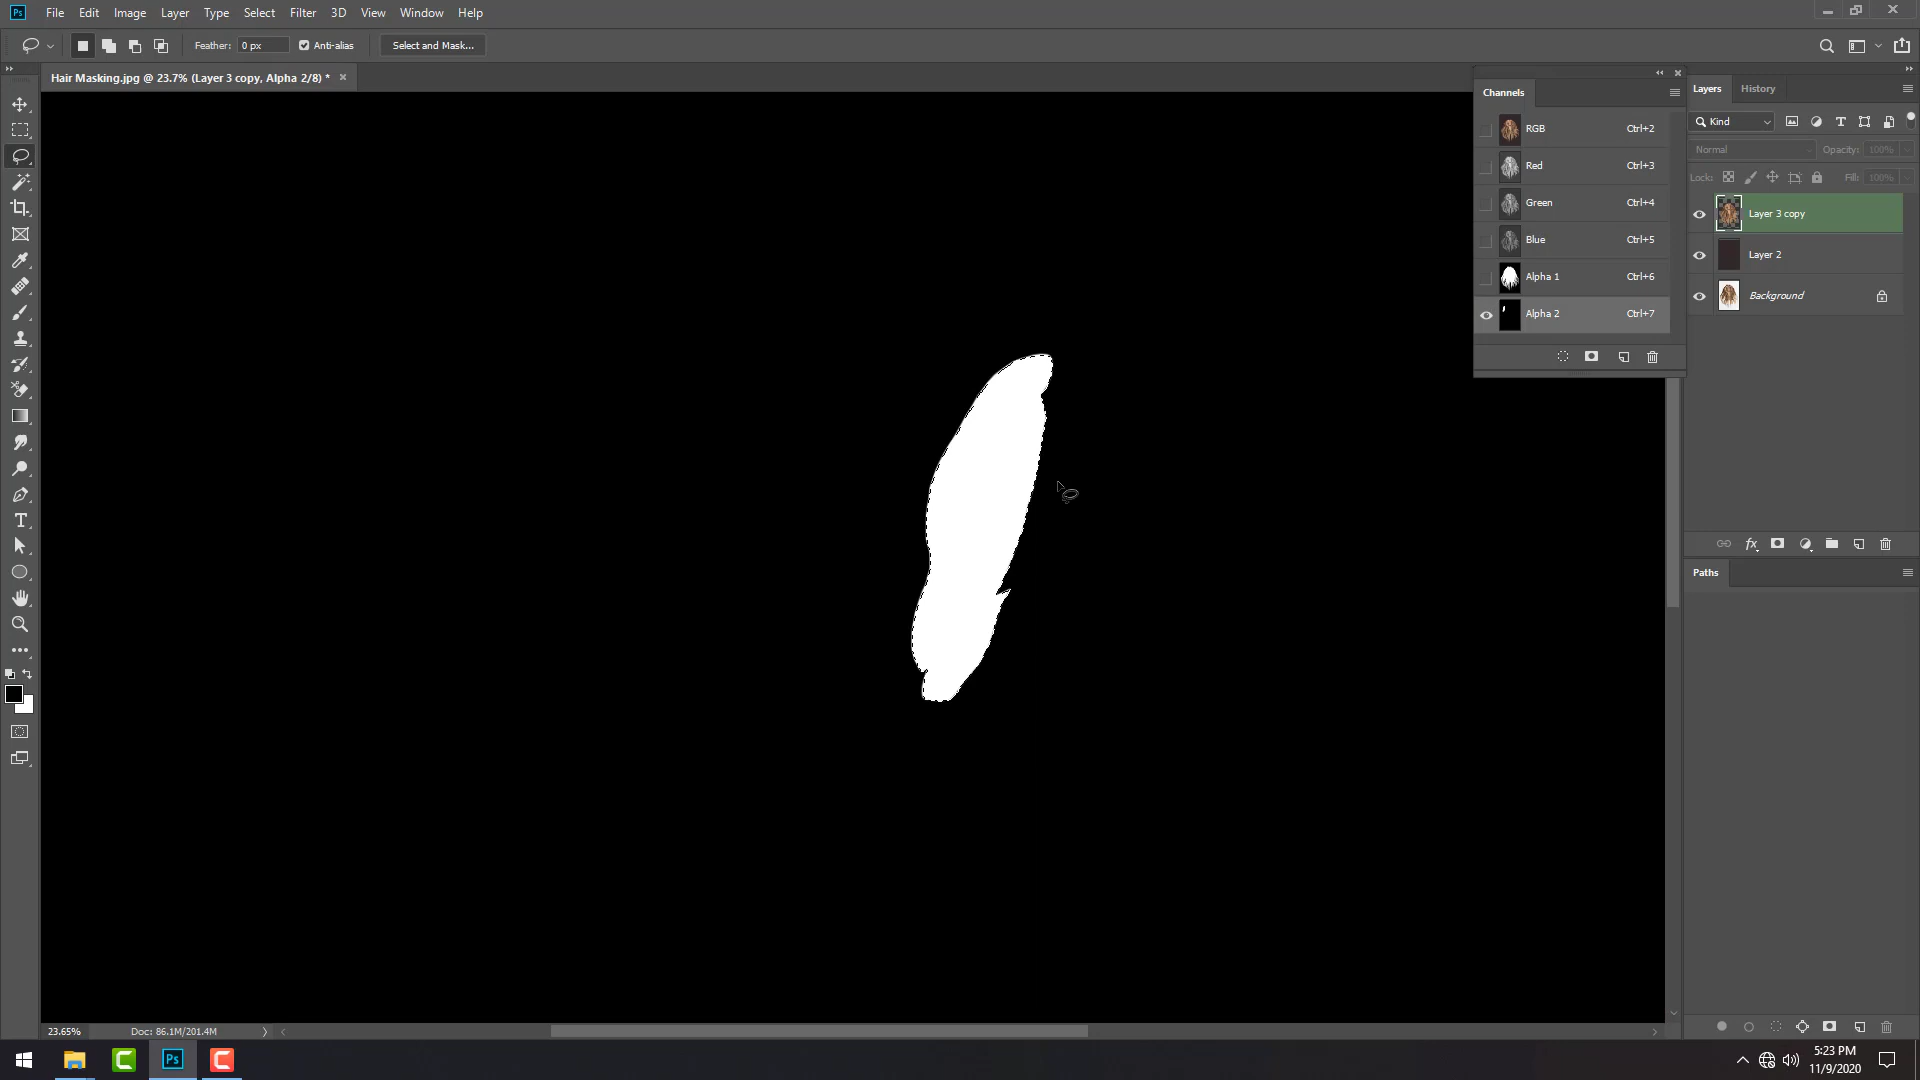 Ps File Edit Image Layer Type Select Filter 3D View Window Help
Feather: 0 px Anti-alias Select and Mask...
Hair Masking.jpg @ 23.7% (Layer 3 copy, Alpha 2/8) *
Channels
RGB Ctrl+2
Red Ctrl+3
Green Ctrl+4
Blue Ctrl+5
Alpha 1 Ctrl+6
Alpha 2 Ctrl+7
Layers History
Kind
Normal Opacity: 100%
Lock: Fill: 100%
Layer 3 copy
Layer 2
Background
Paths
23.65% Doc: 86.1M/201.4M
Ps
5:23 PM
11/9/2020